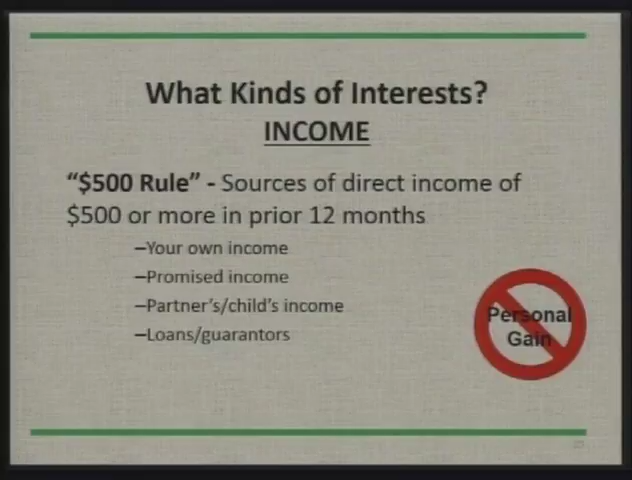 What Kinds of Interests?
INCOME
“$500 Rule” - Sources of direct income of
$500 or more in prior 12 months
–Your own income
–Promised income
–Partner’s/child’s income
–Loans/guarantors
Personal
Gain